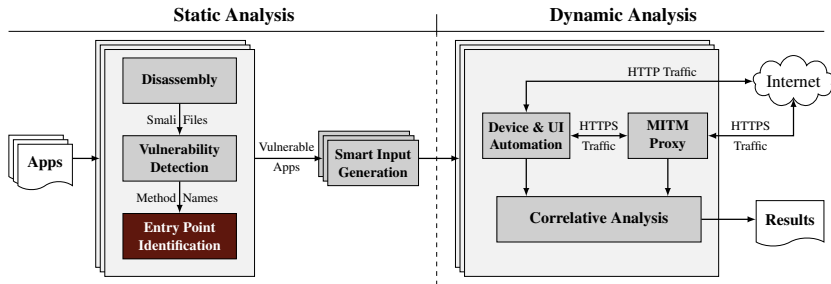 Static Analysis
Dynamic Analysis
Apps
Disassembly
Smali Files
Vulnerability
Detection
Method Names
Entry Point
Identification
Vulnerable
Apps
Smart Input
Generation
HTTP Traffic
Internet
Device & UI
Automation
HTTPS
Traffic
MITM
Proxy
HTTPS
Traffic
Correlative Analysis
Results